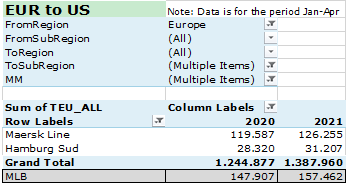 EUR to US Note: Data is for the period Jan-Apr
FromRegion Europe
FromSubRegion (All)
ToRegion (All)
ToSubRegion (Multiple Items)
MM (Multiple Items)
Sum of TEU_ALL Column Labels
Row Labels 2020 2021
Maersk Line 119.587 126.255
Hamburg Sud 28.320 31.207
Grand Total 1.244.877 1.387.960
MLB 147.907 157.462